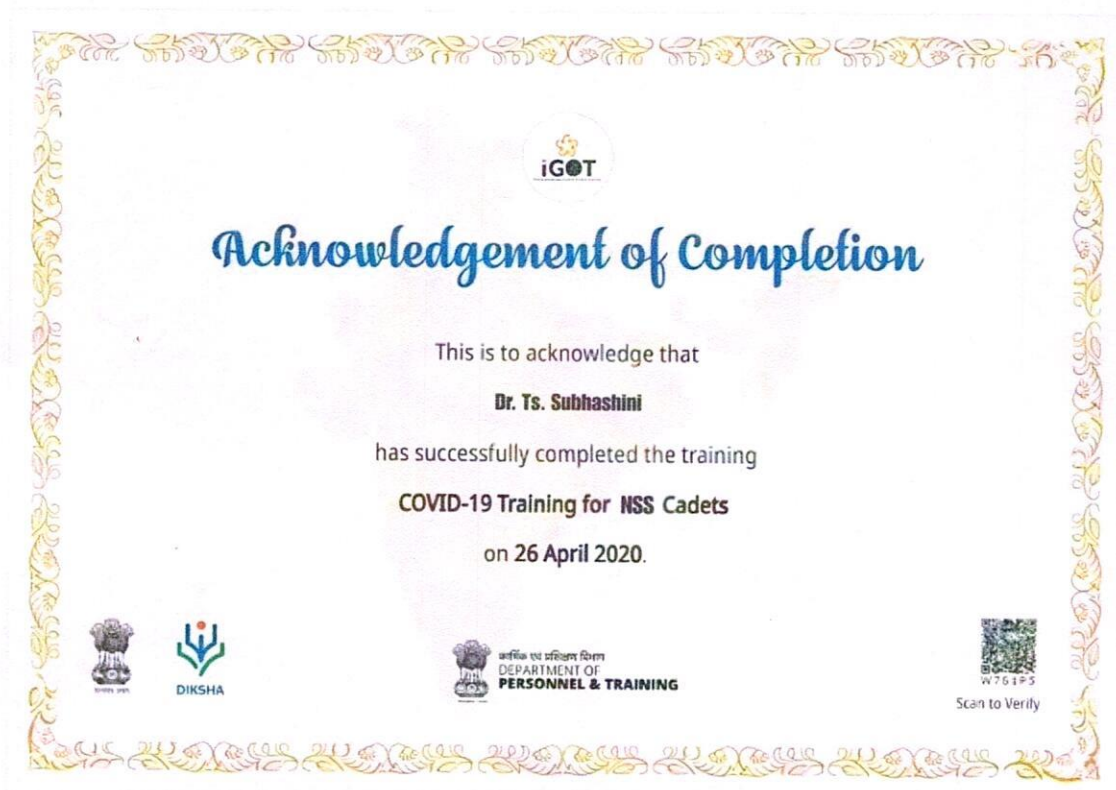 iGOT
Acknowledgement of Completion
This is to acknowledge that
Dr. Ts. Subhashini
has successfully completed the training
COVID-19 Training for NSS Cadets
on 26 April 2020.
DIKSHA
कार्मिक एवं प्रशिक्षण विभाग
DEPARTMENT OF
PERSONNEL & TRAINING
W761P5
Scan to Verify